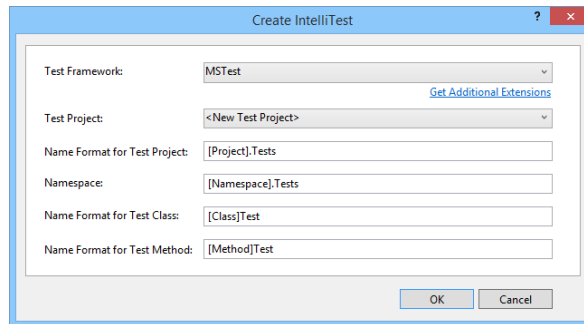 Create IntelliTest
?
Test Framework: MSTest
Get Additional Extensions
Test Project: <New Test Project>
Name Format for Test Project: [Project].Tests
Namespace: [Namespace].Tests
Name Format for Test Class: [Class]Test
Name Format for Test Method: [Method]Test
OK Cancel